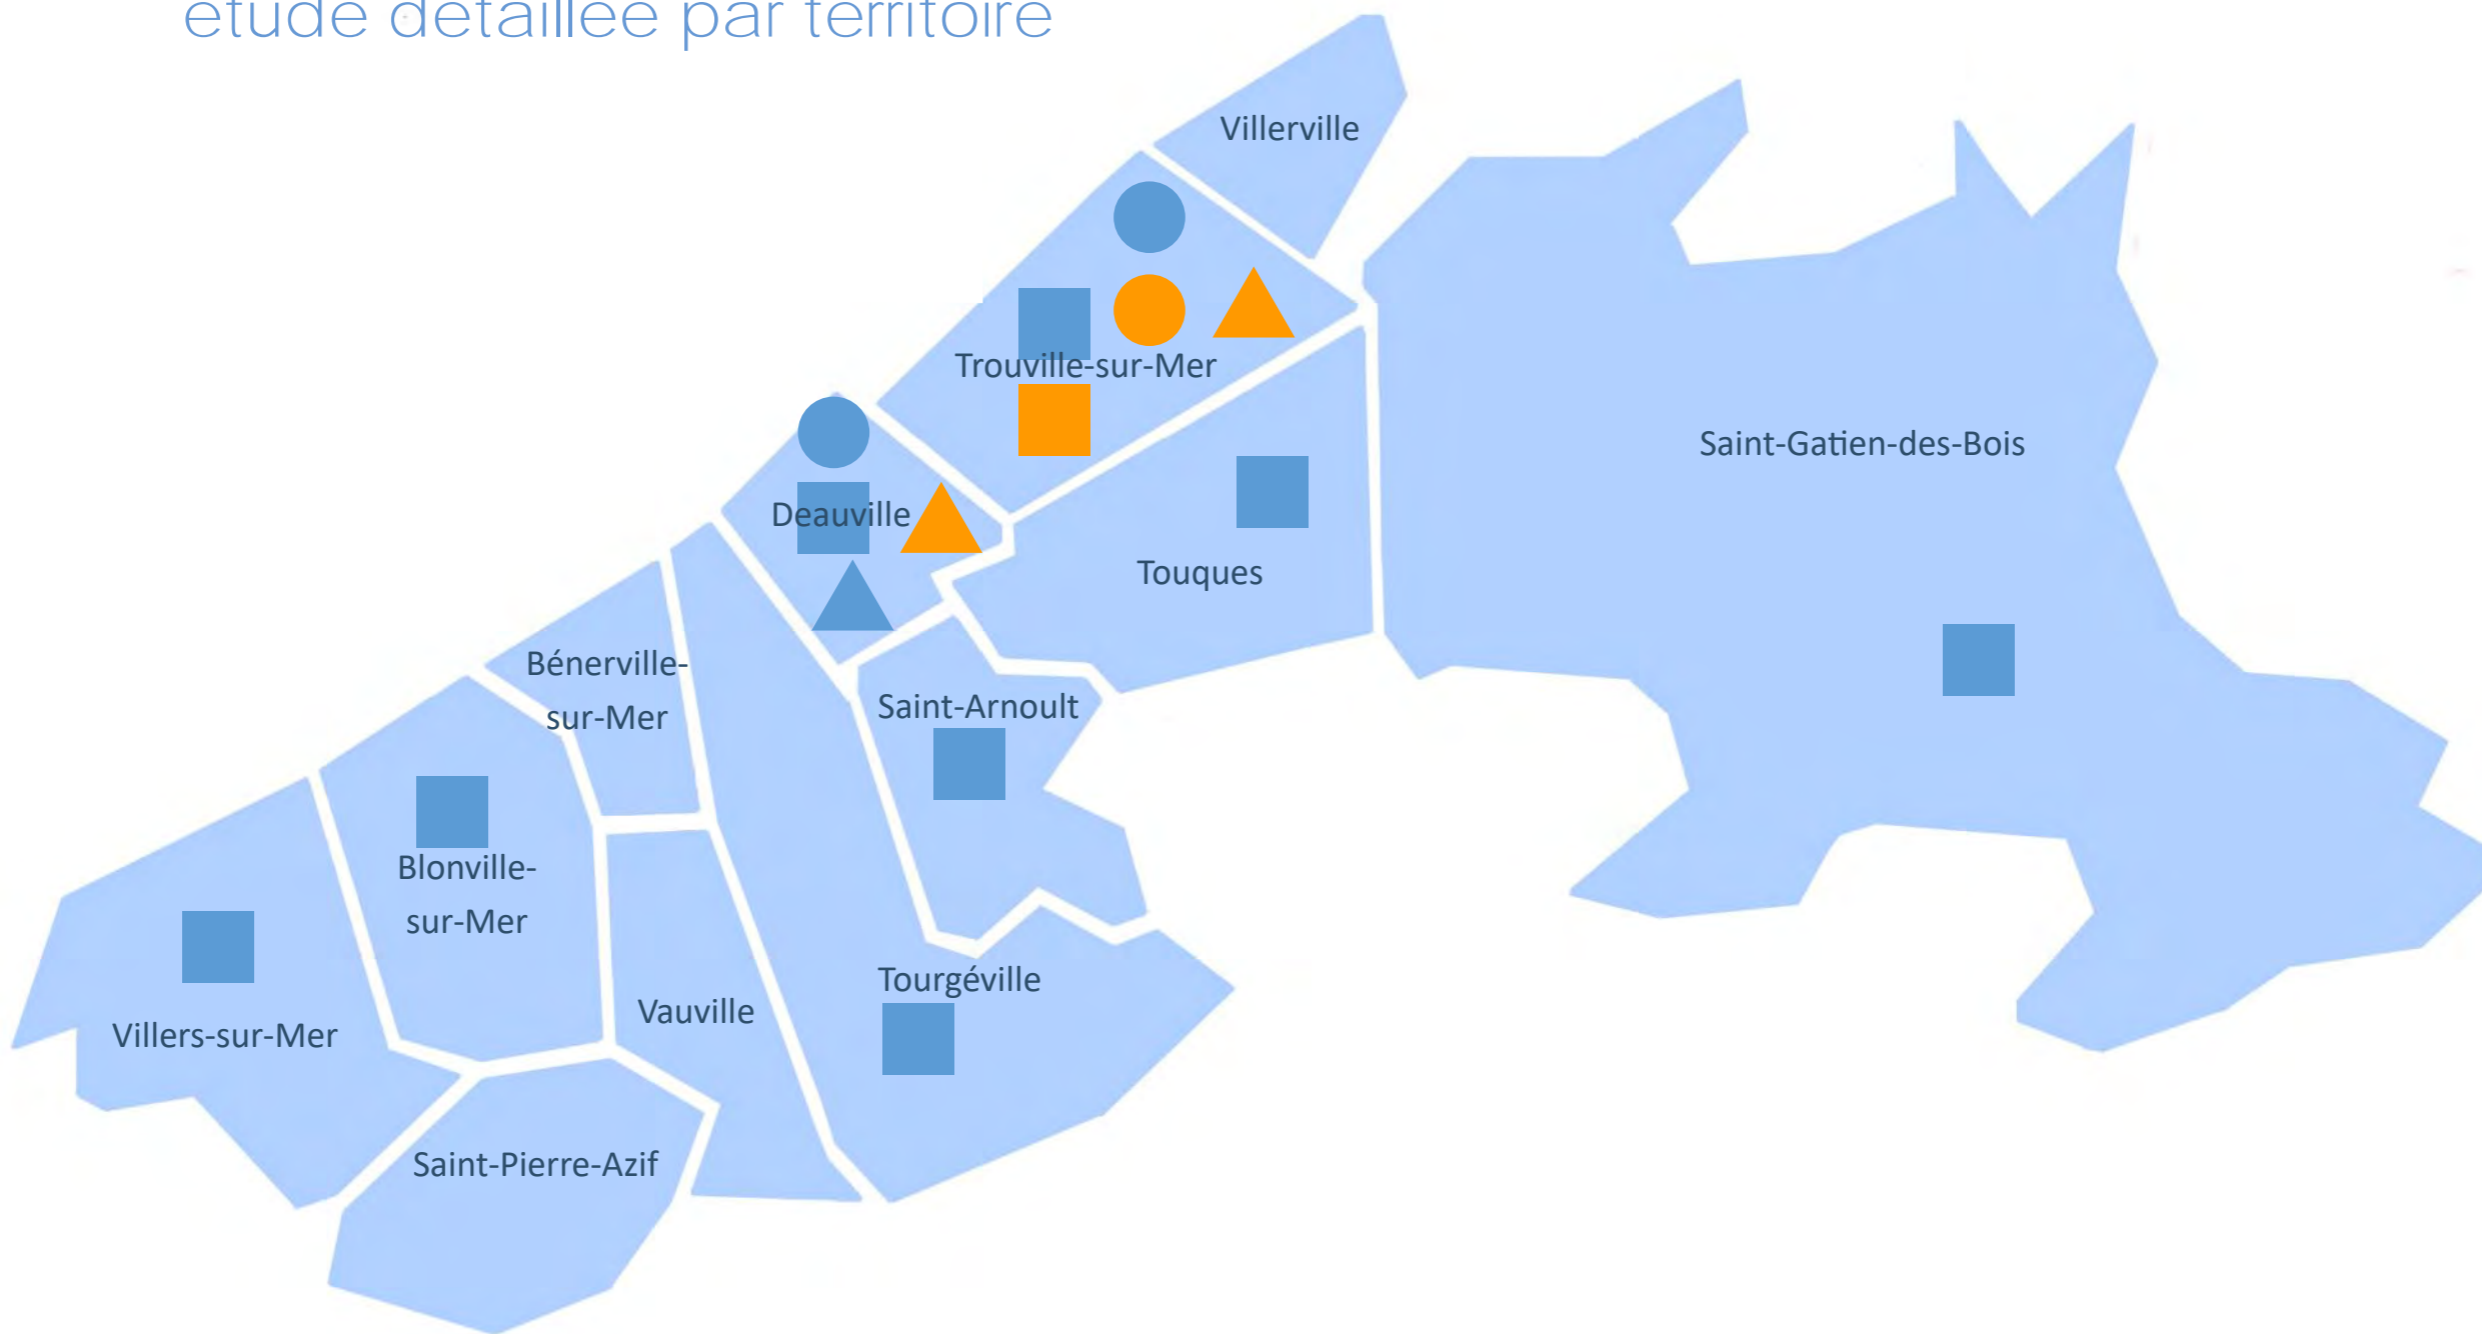 étude détaillée par territoire
Villerville
Trouville-sur-Mer
Saint-Gatien-des-Bois
Deauville
Touques
Bénerville-
sur-Mer
Saint-Arnoult
Blonville-
sur-Mer
Tourgéville
Vauville
Villers-sur-Mer
Saint-Pierre-Azif